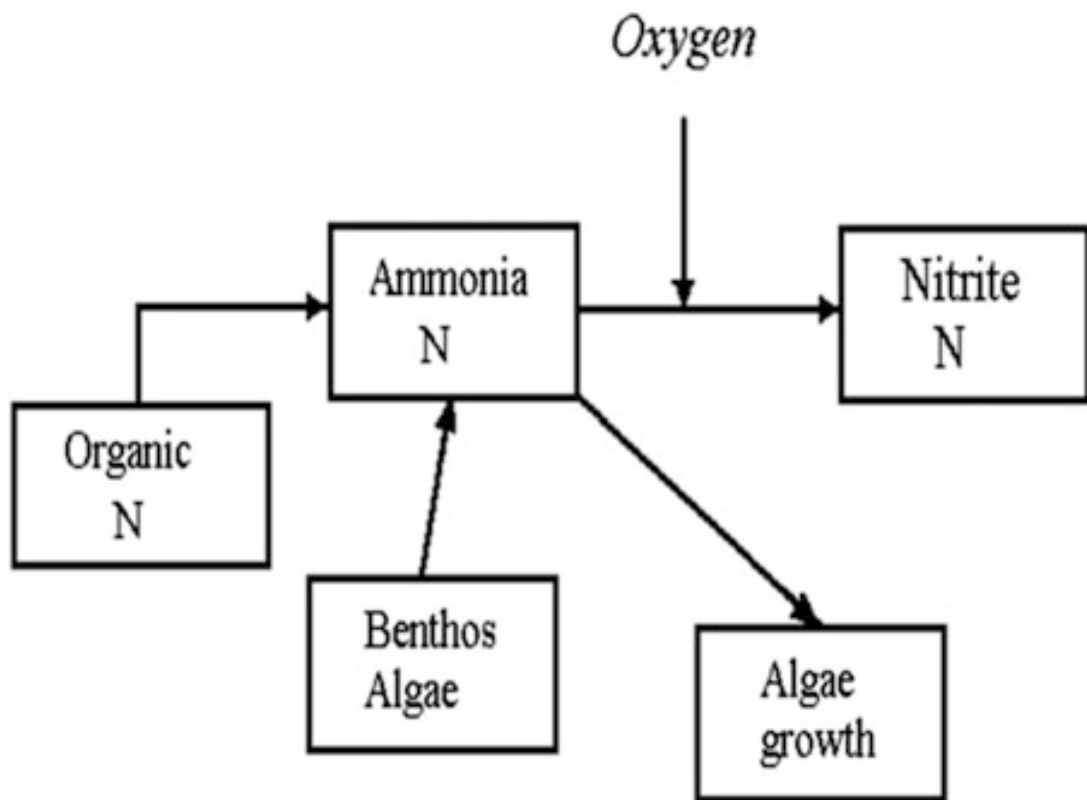 Oxygen
Ammonia
N
Nitrite
N
Organic
N
Benthos
Algae
Algae
growth